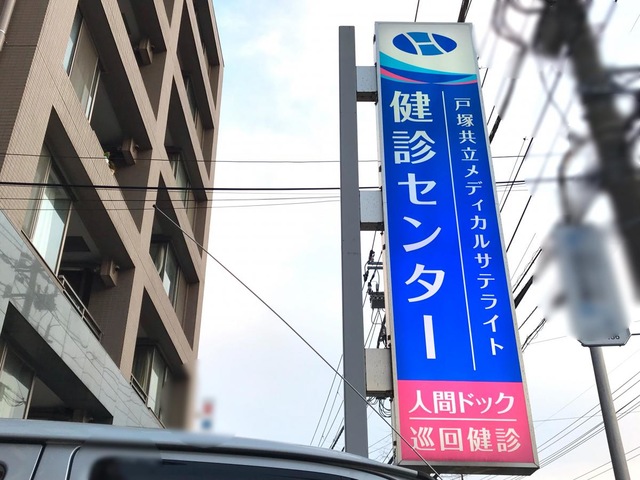 戸塚共立メディカルサテライト
健診センター
人間ドック
巡回健診